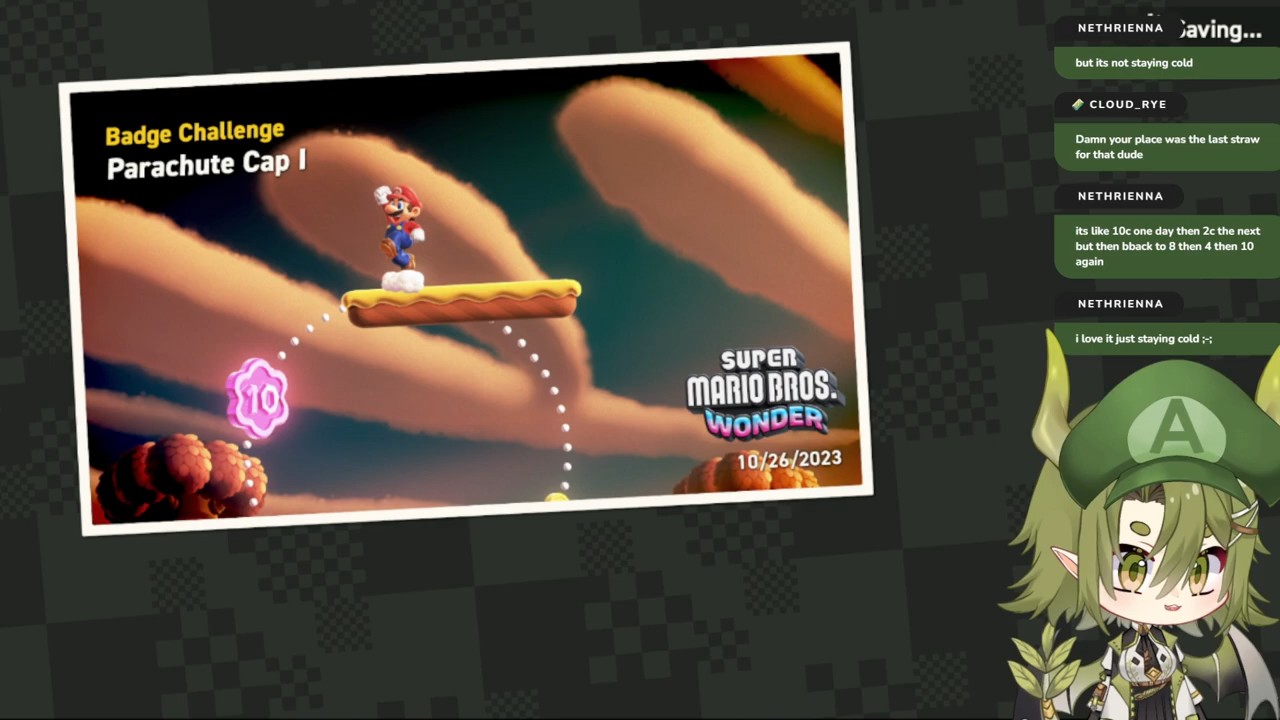 Badge Challenge
Parachute Cap I
10
SUPER
MARIO BROS.
WONDER
10/26/2023
NETHRIENNA
but its not staying cold
CLOUD_RYE
Damn your place was the last straw
for that dude
NETHRIENNA
its like 10c one day then 2c the next
but then bback to 8 then 4 then 10
again
NETHRIENNA
i love it just staying cold ;-;
A